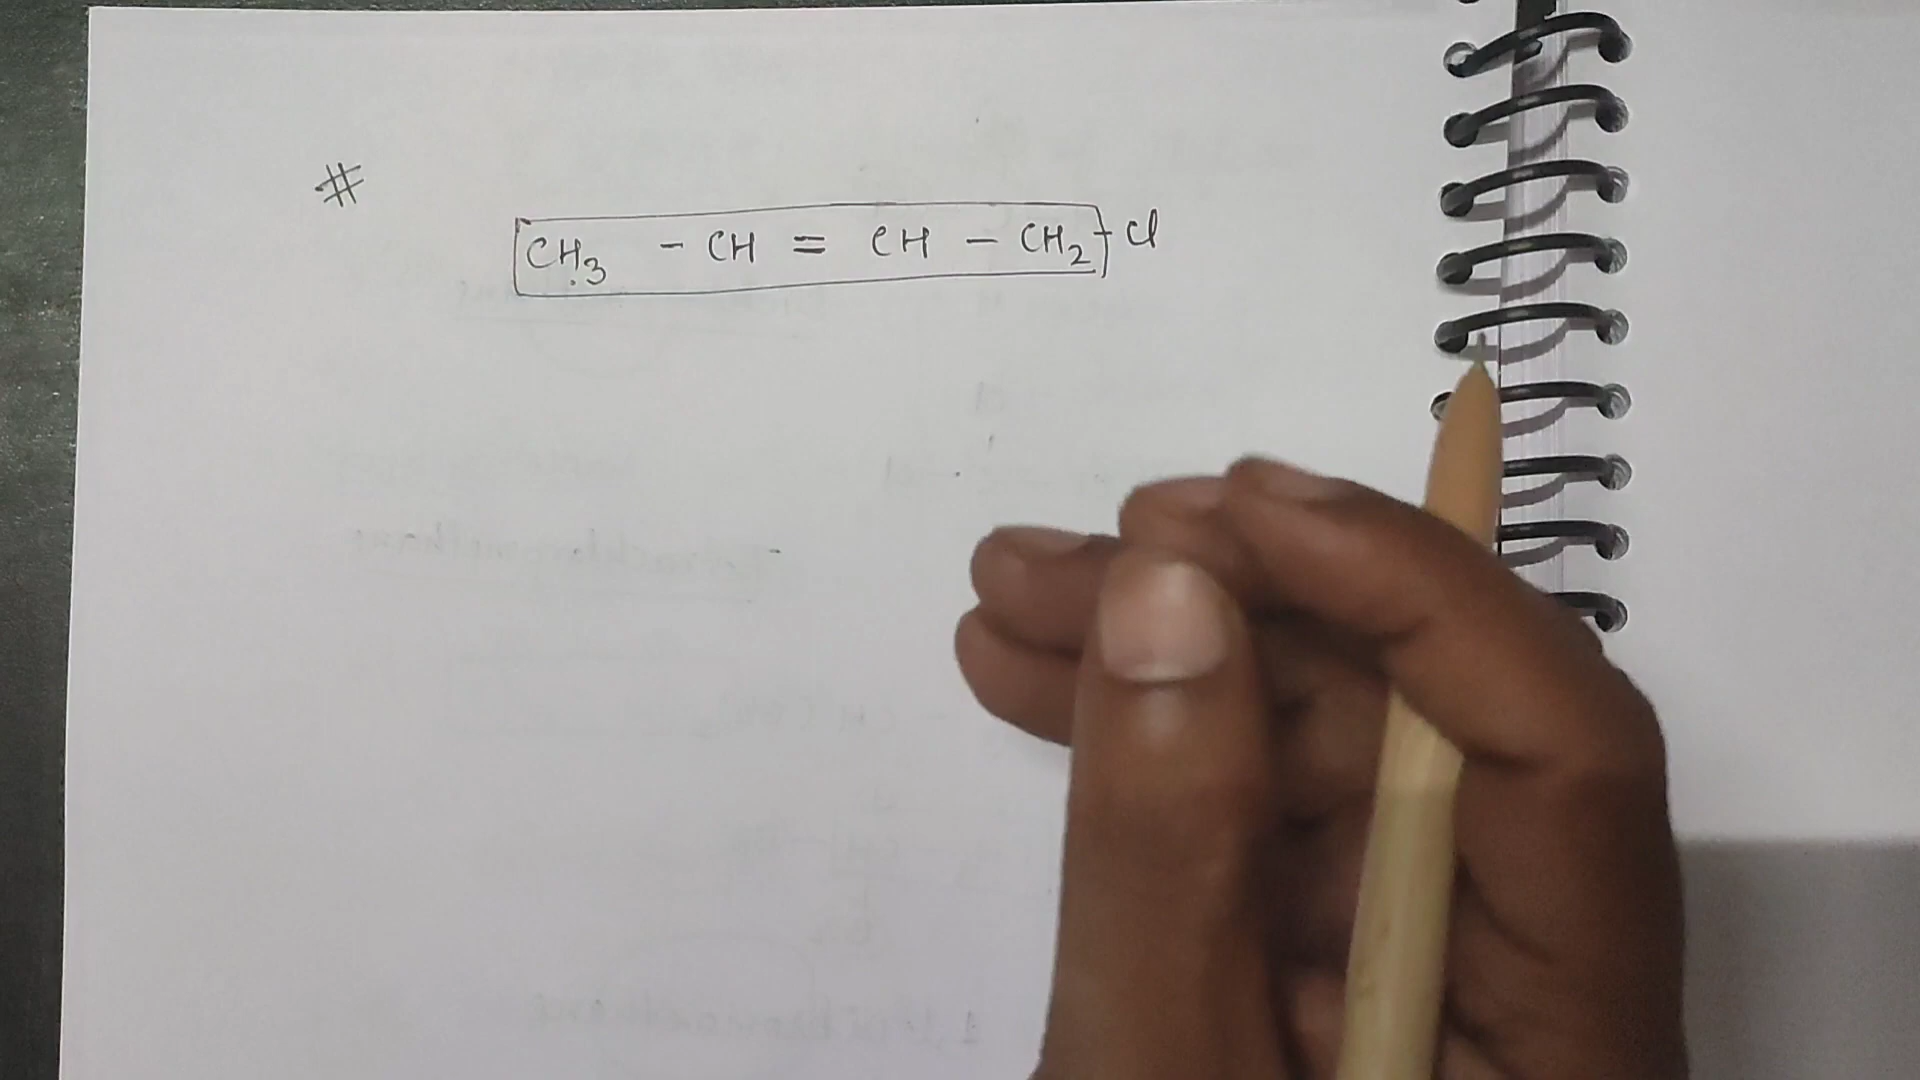 #
CH₃ - CH = CH - CH₂ - Cl